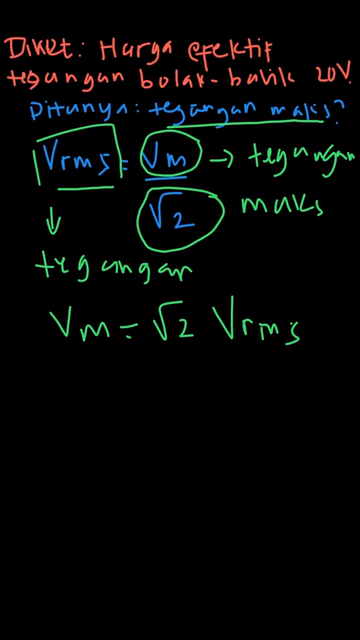 Diket: Harga efektif
tegangan bolak-balik 20V.
Ditanya: tegangan maks?
Vrms = Vm → tegangan
√2 maks
↓
tegangan
Vm = √2 Vrms